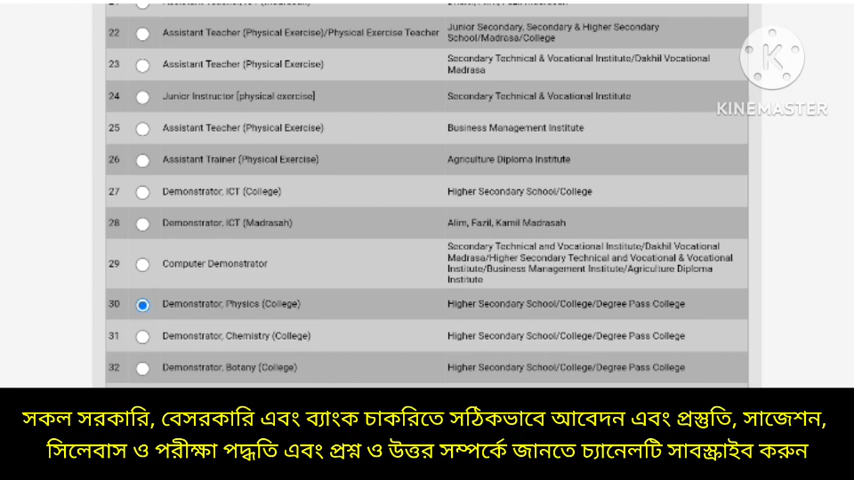 22 Assistant Teacher (Physical Exercise)/Physical Exercise Teacher Junior Secondary, Secondary & Higher Secondary
School/Madrasa/College
23 Assistant Teacher (Physical Exercise) Secondary Technical & Vocational Institute/Dakhil Vocational
Madrasa
24 Junior Instructor [physical exercise] Secondary Technical & Vocational Institute
25 Assistant Teacher (Physical Exercise) Business Management Institute
26 Assistant Trainer (Physical Exercise) Agriculture Diploma Institute
27 Demonstrator, ICT (College) Higher Secondary School/College
28 Demonstrator, ICT (Madrasah) Alim, Fazil, Kamil Madrasah
29 Computer Demonstrator Secondary Technical and Vocational Institute/Dakhil Vocational
Madrasa/Higher Secondary Technical and Vocational & Vocational
Institute/Business Management Institute/Agriculture Diploma
Institute
30 Demonstrator, Physics (College) Higher Secondary School/College/Degree Pass College
31 Demonstrator, Chemistry (College) Higher Secondary School/College/Degree Pass College
32 Demonstrator, Botany (College) Higher Secondary School/College/Degree Pass College
K
KINEMASTER
সকল সরকারি, বেসরকারি এবং ব্যাংক চাকরিতে সঠিকভাবে আবেদন এবং প্রস্তুতি, সাজেশন,
সিলেবাস ও পরীক্ষা পদ্ধতি এবং প্রশ্ন ও উত্তর সম্পর্কে জানতে চ্যানেলটি সাবস্ক্রাইব করুন